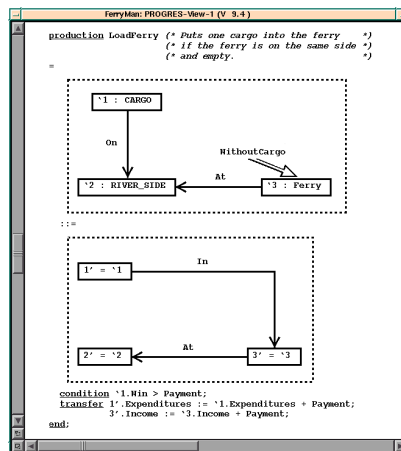 FerryMan: PROGRES-View-1 (V 9.4)
production LoadFerry (* Puts one cargo into the ferry *)
(* if the ferry is on the same side *)
(* and empty. *)
=
`1 : CARGO
On
WithoutCargo
At
`2 : RIVER_SIDE
`3 : Ferry
::=
In
1' = `1
At
2' = `2
3' = `3
condition `1.Win > Payment;
transfer 1'.Expenditures := `1.Expenditures + Payment;
3'.Income := `3.Income + Payment;
end;